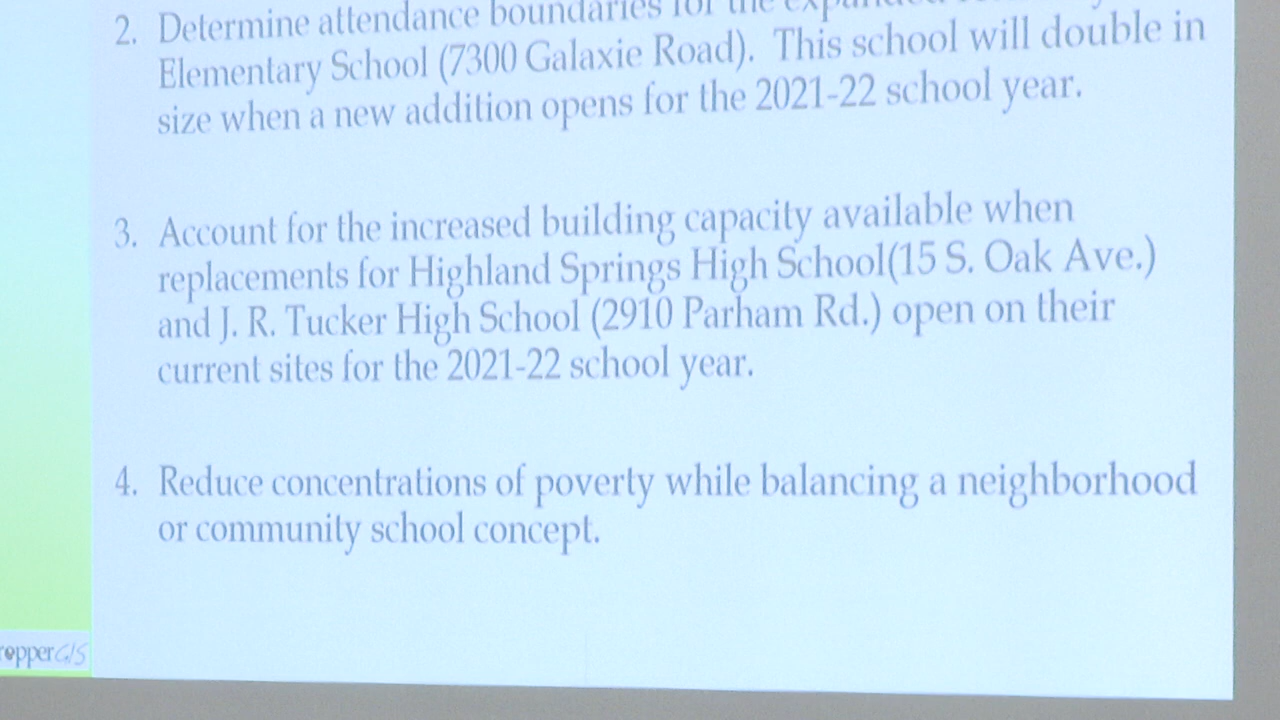 2. Determine attendance boundaries for the expanded
Elementary School (7300 Galaxie Road). This school will double in
size when a new addition opens for the 2021-22 school year.
3. Account for the increased building capacity available when
replacements for Highland Springs High School(15 S. Oak Ave.)
and J. R. Tucker High School (2910 Parham Rd.) open on their
current sites for the 2021-22 school year.
4. Reduce concentrations of poverty while balancing a neighborhood
or community school concept.
ropperGIS